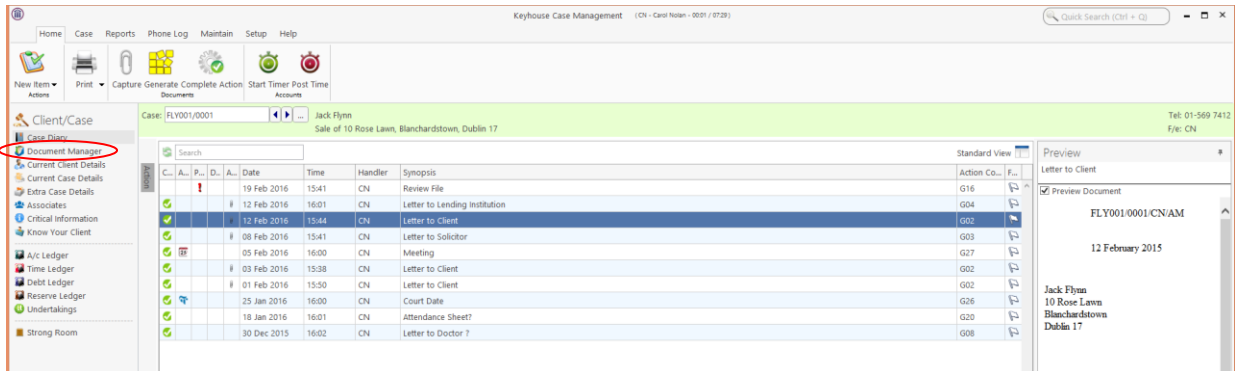 Keyhouse Case Management (CN - Carol Nolan - 00:01 / 07:29)
Quick Search (Ctrl + Q)
Home Case Reports Phone Log Maintain Setup Help
New Item Print Capture Generate Complete Action Start Timer Post Time
Actions Documents Accounts
Client/Case
Case Diary
Document Manager
Current Client Details
Current Case Details
Extra Case Details
Associates
Critical Information
Know Your Client
A/c Ledger
Time Ledger
Debt Ledger
Reserve Ledger
Undertakings
Strong Room
Case: FLY001/0001 ... Jack Flynn
Sale of 10 Rose Lawn, Blanchardstown, Dublin 17
Tel: 01-569 7412
F/e: CN
Search
Standard View
Action
C... A... P... D.. A... Date Time Handler Synopsis Action Co... F...
19 Feb 2016 15:41 CN Review File G16
12 Feb 2016 16:01 CN Letter to Lending Institution G04
12 Feb 2016 15:44 CN Letter to Client G02
08 Feb 2016 15:41 CN Letter to Solicitor G03
05 Feb 2016 16:00 CN Meeting G27
03 Feb 2016 15:38 CN Letter to Client G02
01 Feb 2016 15:50 CN Letter to Client G02
25 Jan 2016 16:00 CN Court Date G26
18 Jan 2016 16:01 CN Attendance Sheet? G20
30 Dec 2015 16:02 CN Letter to Doctor ? G08
Preview
Letter to Client
Preview Document
FLY001/0001/CN/AM
12 February 2015
Jack Flynn
10 Rose Lawn
Blanchardstown
Dublin 17